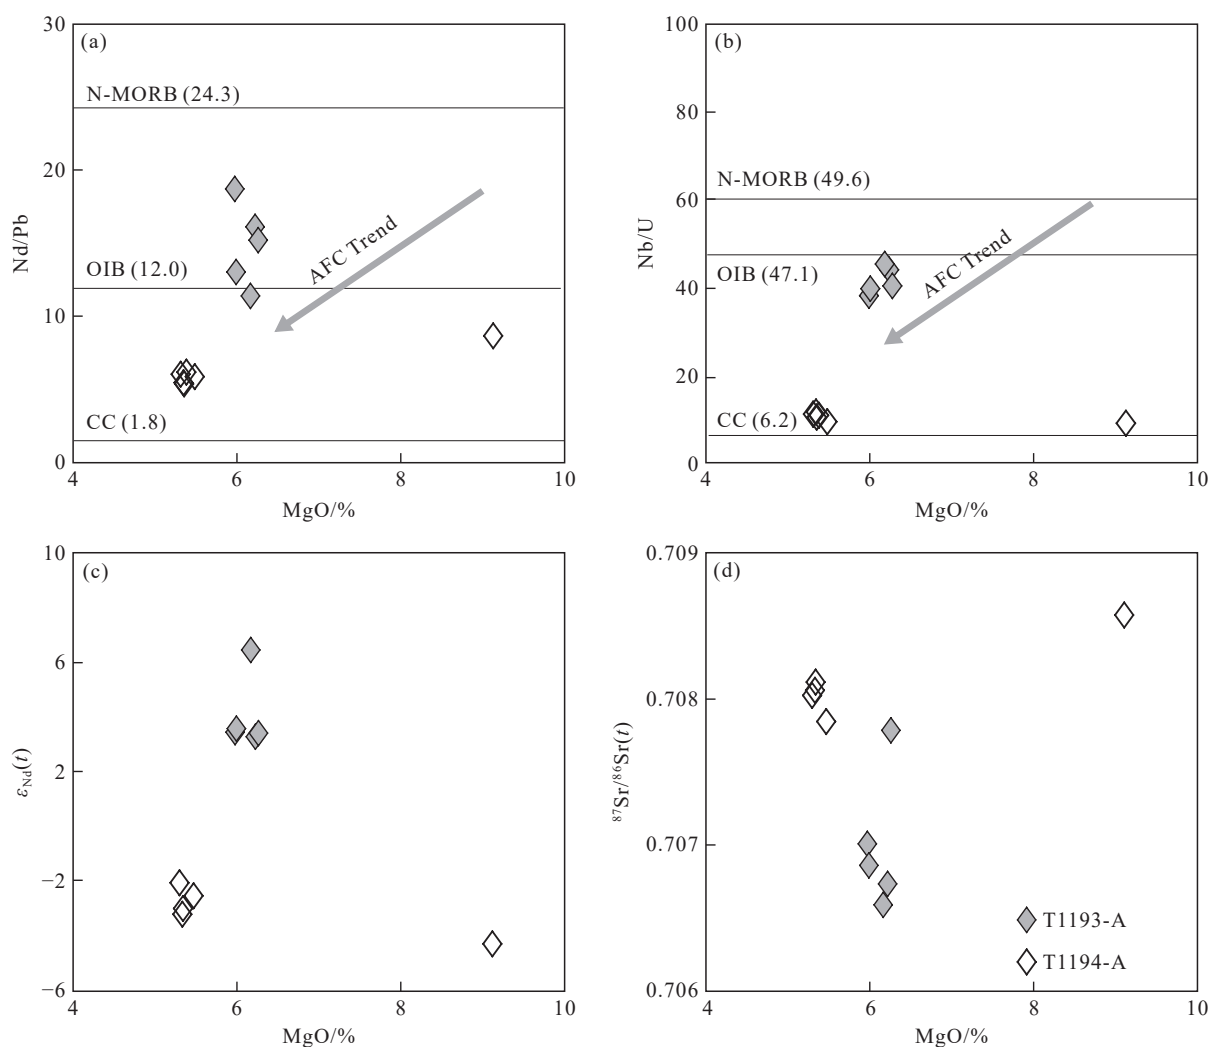 (a)
30
20
10
0
Nd/Pb
N-MORB (24.3)
OIB (12.0)
CC (1.8)
AFC Trend
4 6 8 10
MgO/%
(b)
100
80
60
40
20
0
Nb/U
N-MORB (49.6)
OIB (47.1)
CC (6.2)
AFC Trend
4 6 8 10
MgO/%
(c)
10
6
2
−2
−6
εNd(t)
4 6 8 10
MgO/%
(d)
0.709
0.708
0.707
0.706
87Sr/86Sr(t)
T1193-A
T1194-A
4 6 8 10
MgO/%